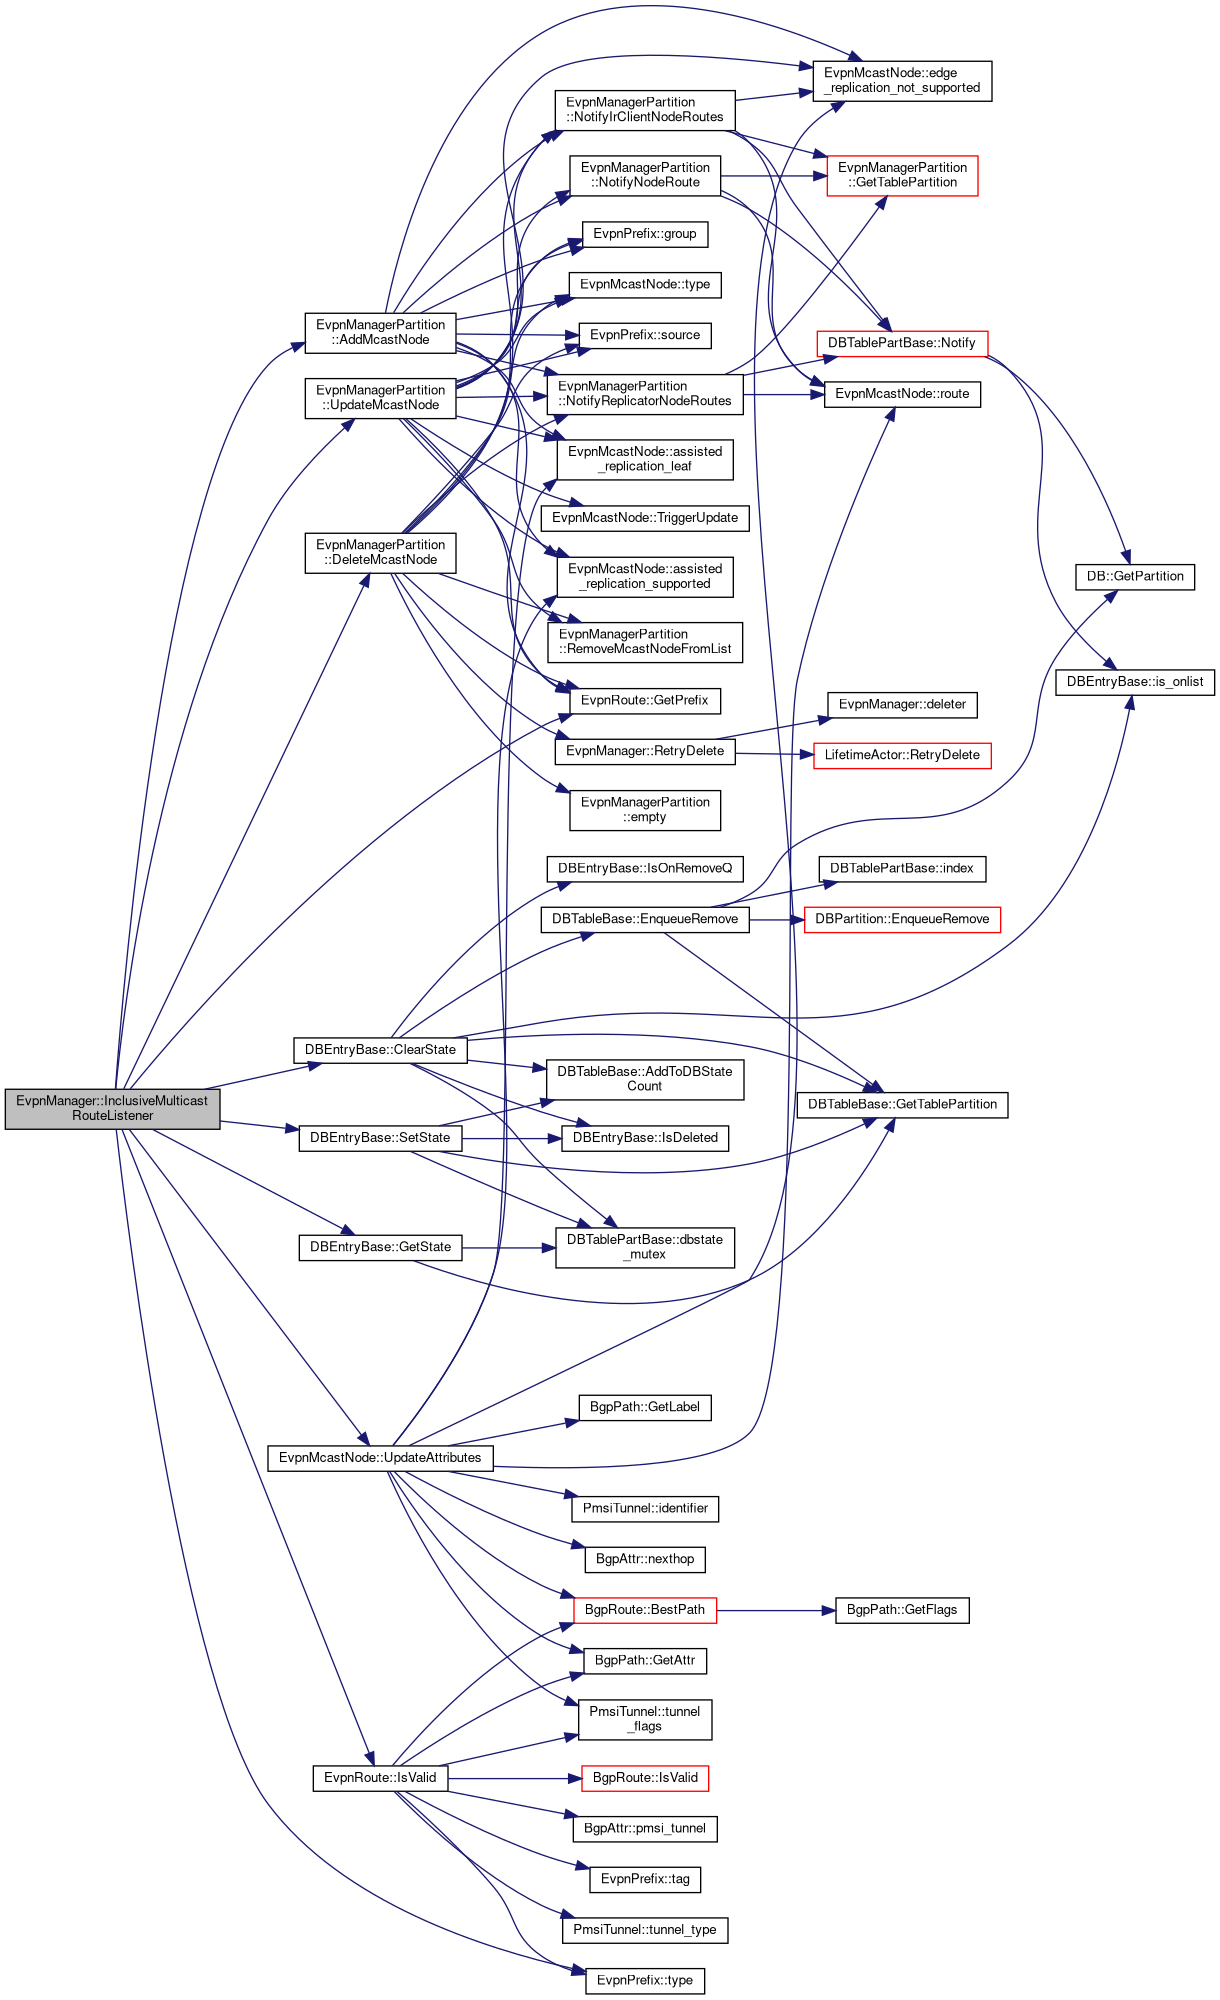 EvpnManager::InclusiveMulticast
RouteListener
EvpnManagerPartition
::AddMcastNode
EvpnManagerPartition
::UpdateMcastNode
EvpnManagerPartition
::DeleteMcastNode
DBEntryBase::ClearState
DBEntryBase::SetState
DBEntryBase::GetState
EvpnMcastNode::UpdateAttributes
EvpnRoute::IsValid
EvpnManagerPartition
::NotifyIrClientNodeRoutes
EvpnManagerPartition
::NotifyNodeRoute
EvpnPrefix::group
EvpnMcastNode::type
EvpnPrefix::source
EvpnManagerPartition
::NotifyReplicatorNodeRoutes
EvpnMcastNode::assisted
_replication_leaf
EvpnMcastNode::TriggerUpdate
EvpnMcastNode::assisted
_replication_supported
EvpnManagerPartition
::RemoveMcastNodeFromList
EvpnRoute::GetPrefix
EvpnManager::RetryDelete
EvpnManagerPartition
::empty
DBEntryBase::IsOnRemoveQ
DBTableBase::EnqueueRemove
DBTableBase::AddToDBState
Count
DBEntryBase::IsDeleted
DBTablePartBase::dbstate
_mutex
BgpPath::GetLabel
PmsiTunnel::identifier
BgpAttr::nexthop
BgpRoute::BestPath
BgpPath::GetAttr
PmsiTunnel::tunnel
_flags
BgpRoute::IsValid
BgpAttr::pmsi_tunnel
EvpnPrefix::tag
PmsiTunnel::tunnel_type
EvpnPrefix::type
EvpnMcastNode::edge
_replication_not_supported
EvpnManagerPartition
::GetTablePartition
DBTablePartBase::Notify
EvpnMcastNode::route
EvpnManager::deleter
LifetimeActor::RetryDelete
DBTablePartBase::index
DBPartition::EnqueueRemove
DBTableBase::GetTablePartition
BgpPath::GetFlags
DB::GetPartition
DBEntryBase::is_onlist